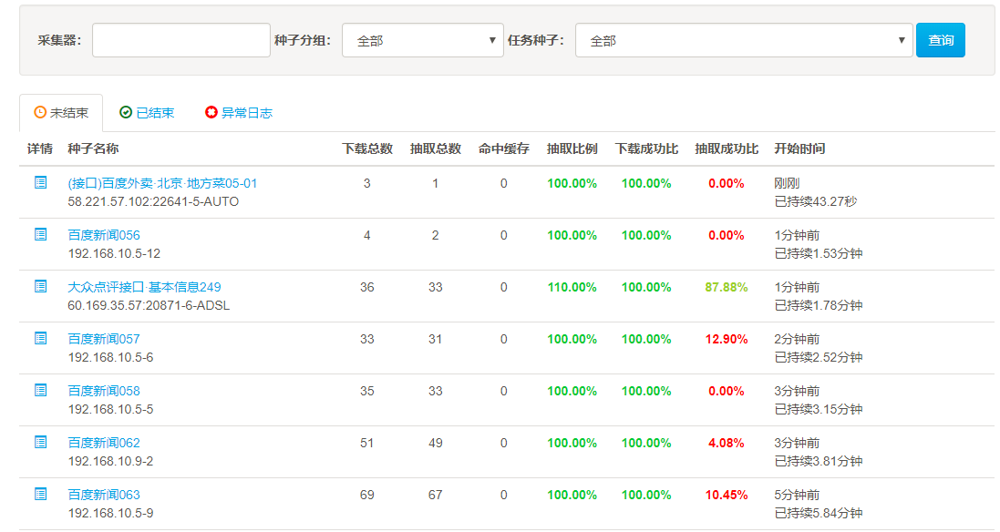 采集器： 种子分组： 全部 任务种子： 全部 查询
未结束 已结束 异常日志
详情 种子名称 下载总数 抽取总数 命中缓存 抽取比例 下载成功比 抽取成功比 开始时间
(接口)百度外卖·北京·地方菜05-01 3 1 0 100.00% 100.00% 0.00% 刚刚
58.221.57.102:22641-5-AUTO 已持续43.27秒
百度新闻056 4 2 0 100.00% 100.00% 0.00% 1分钟前
192.168.10.5-12 已持续1.53分钟
大众点评接口·基本信息249 36 33 0 110.00% 100.00% 87.88% 1分钟前
60.169.35.57:20871-6-ADSL 已持续1.78分钟
百度新闻057 33 31 0 100.00% 100.00% 12.90% 2分钟前
192.168.10.5-6 已持续2.52分钟
百度新闻058 35 33 0 100.00% 100.00% 0.00% 3分钟前
192.168.10.5-5 已持续3.15分钟
百度新闻062 51 49 0 100.00% 100.00% 4.08% 3分钟前
192.168.10.9-2 已持续3.81分钟
百度新闻063 69 67 0 100.00% 100.00% 10.45% 5分钟前
192.168.10.5-9 已持续5.84分钟